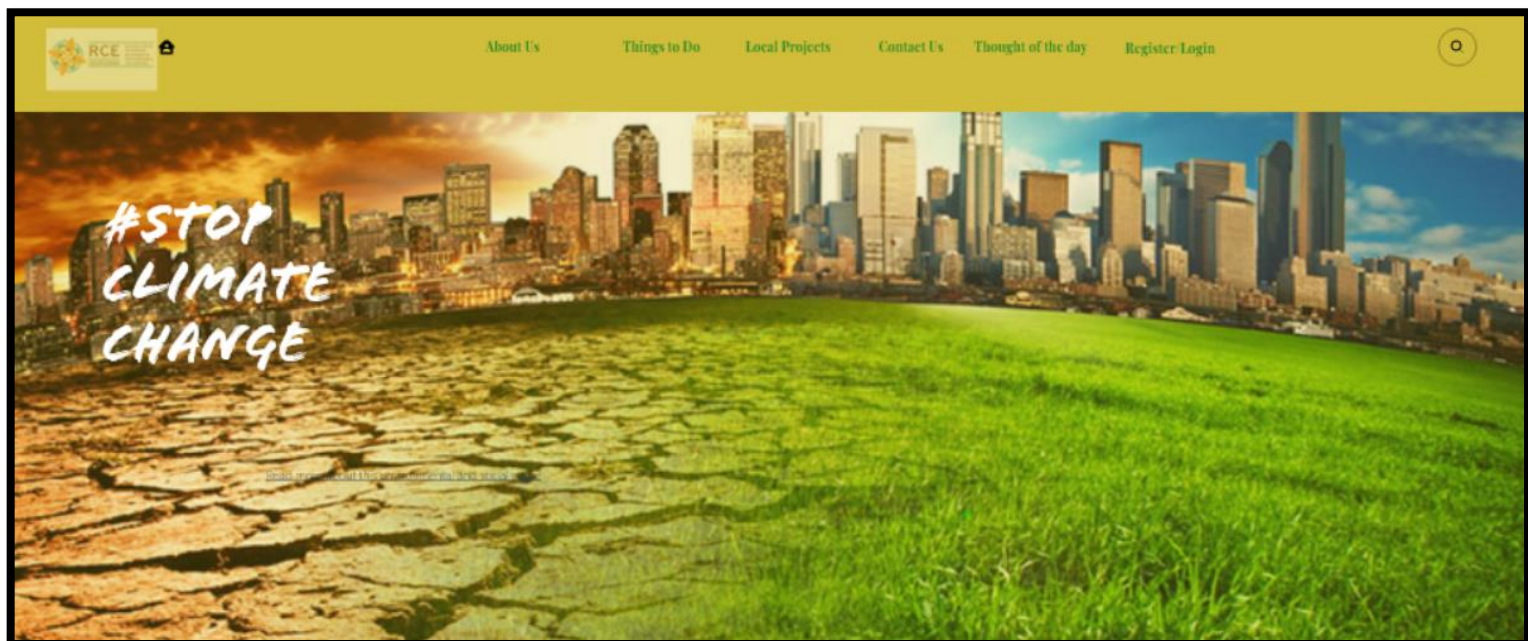 RCE
About Us
Things to Do
Local Projects
Contact Us
Thought of the day
Register/Login
#STOP
CLIMATE
CHANGE